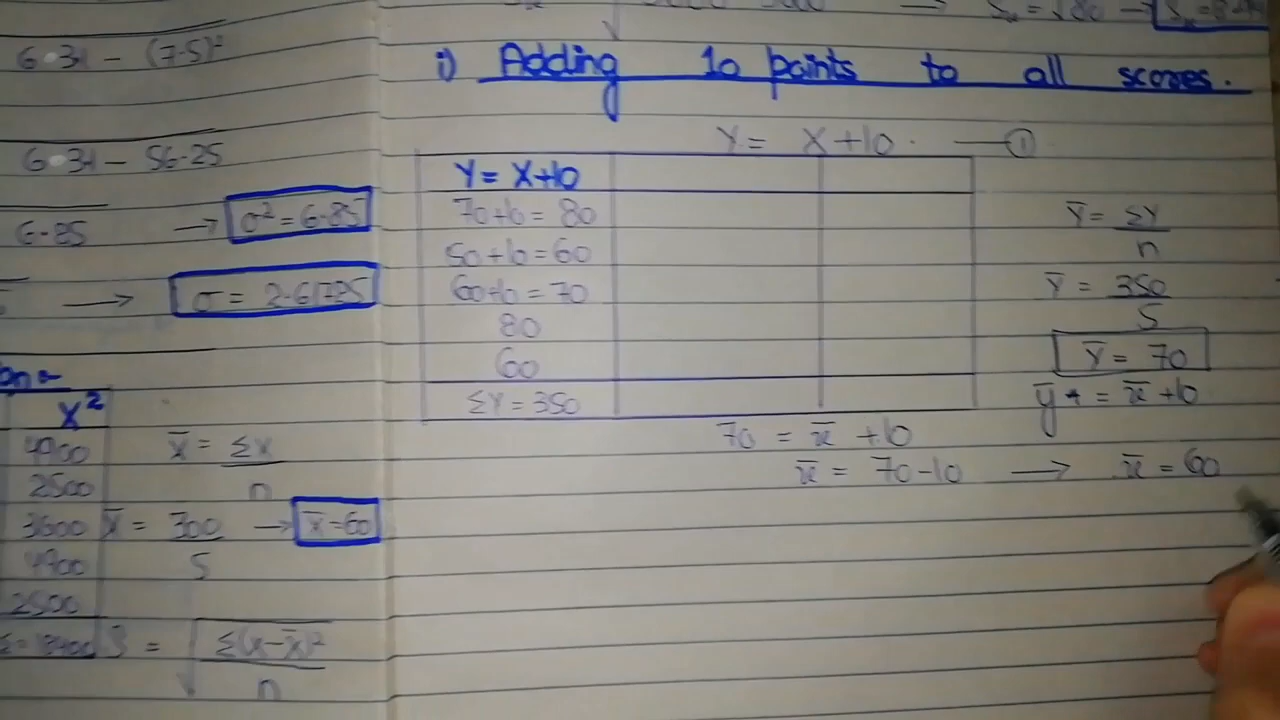 6.31 - (7.5)²
6.31 - 56.25
6.85 → σ² = 6.85
→ σ = 2.61725
X²
4900
2500
3600
4900
2500
x̄ = Σx
n
x̄ = 300 → x̄ = 60
5
= √ Σ(x-x̄)²
n
i) Adding 10 points to all scores.
Y = X+10. — ①
Y = X+10
70+10 = 80
50+10 = 60
60+10 = 70
80
60
ΣY = 350
Ȳ = ΣY
n
Ȳ = 350
5
Ȳ = 70
ȳ = x̄ +10
70 = x̄ +10
x̄ = 70-10 → x̄ = 60